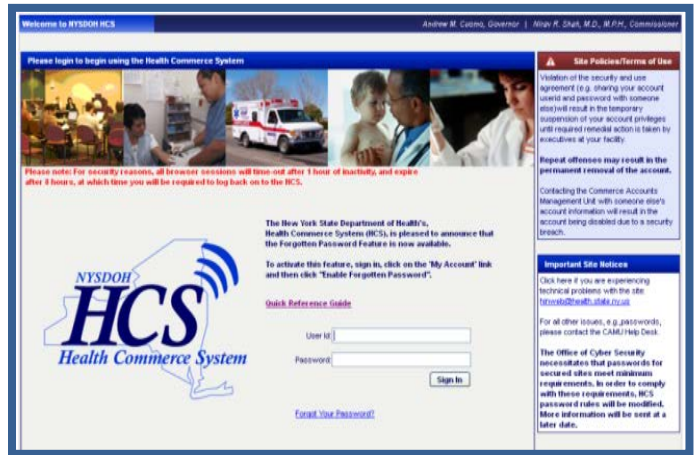 Welcome to NYSDOH HCS
Andrew M. Cuomo, Governor | Nirav R. Shah, M.D., M.P.H., Commissioner
Please login to begin using the Health Commerce System
Please note: For security reasons, all browser sessions will time-out after 1 hour of inactivity, and expire
after 8 hours, at which time you will be required to log back on to the HCS.
NYSDOH
HCS
Health Commerce System
The New York State Department of Health's,
Health Commerce System (HCS), is pleased to announce that
the Forgotten Password Feature is now available.
To activate this feature, sign in, click on the 'My Account' link
and then click "Enable Forgotten Password".
Quick Reference Guide
User Id:
Password:
Sign In
Forgot Your Password?
Site Policies/Terms of Use
Violation of the security and use
agreement (e.g. sharing your account
userid and password with someone
else)will result in the temporary
suspension of your account privileges
until required remedial action is taken by
executives at your facility.
Repeat offenses may result in the
permanent removal of the account.
Contacting the Commerce Accounts
Management Unit with someone else's
account information will result in the
account being disabled due to a security
breach.
Important Site Notices
Click here if you are experiencing
technical problems with the site:
hinweb@health.state.ny.us
For all other issues, e.g.,passwords,
please contact the CAMU Help Desk.
The Office of Cyber Security
necessitates that passwords for
secured sites meet minimum
requirements. In order to comply
with these requirements, HCS
password rules will be modified.
More information will be sent at a
later date.